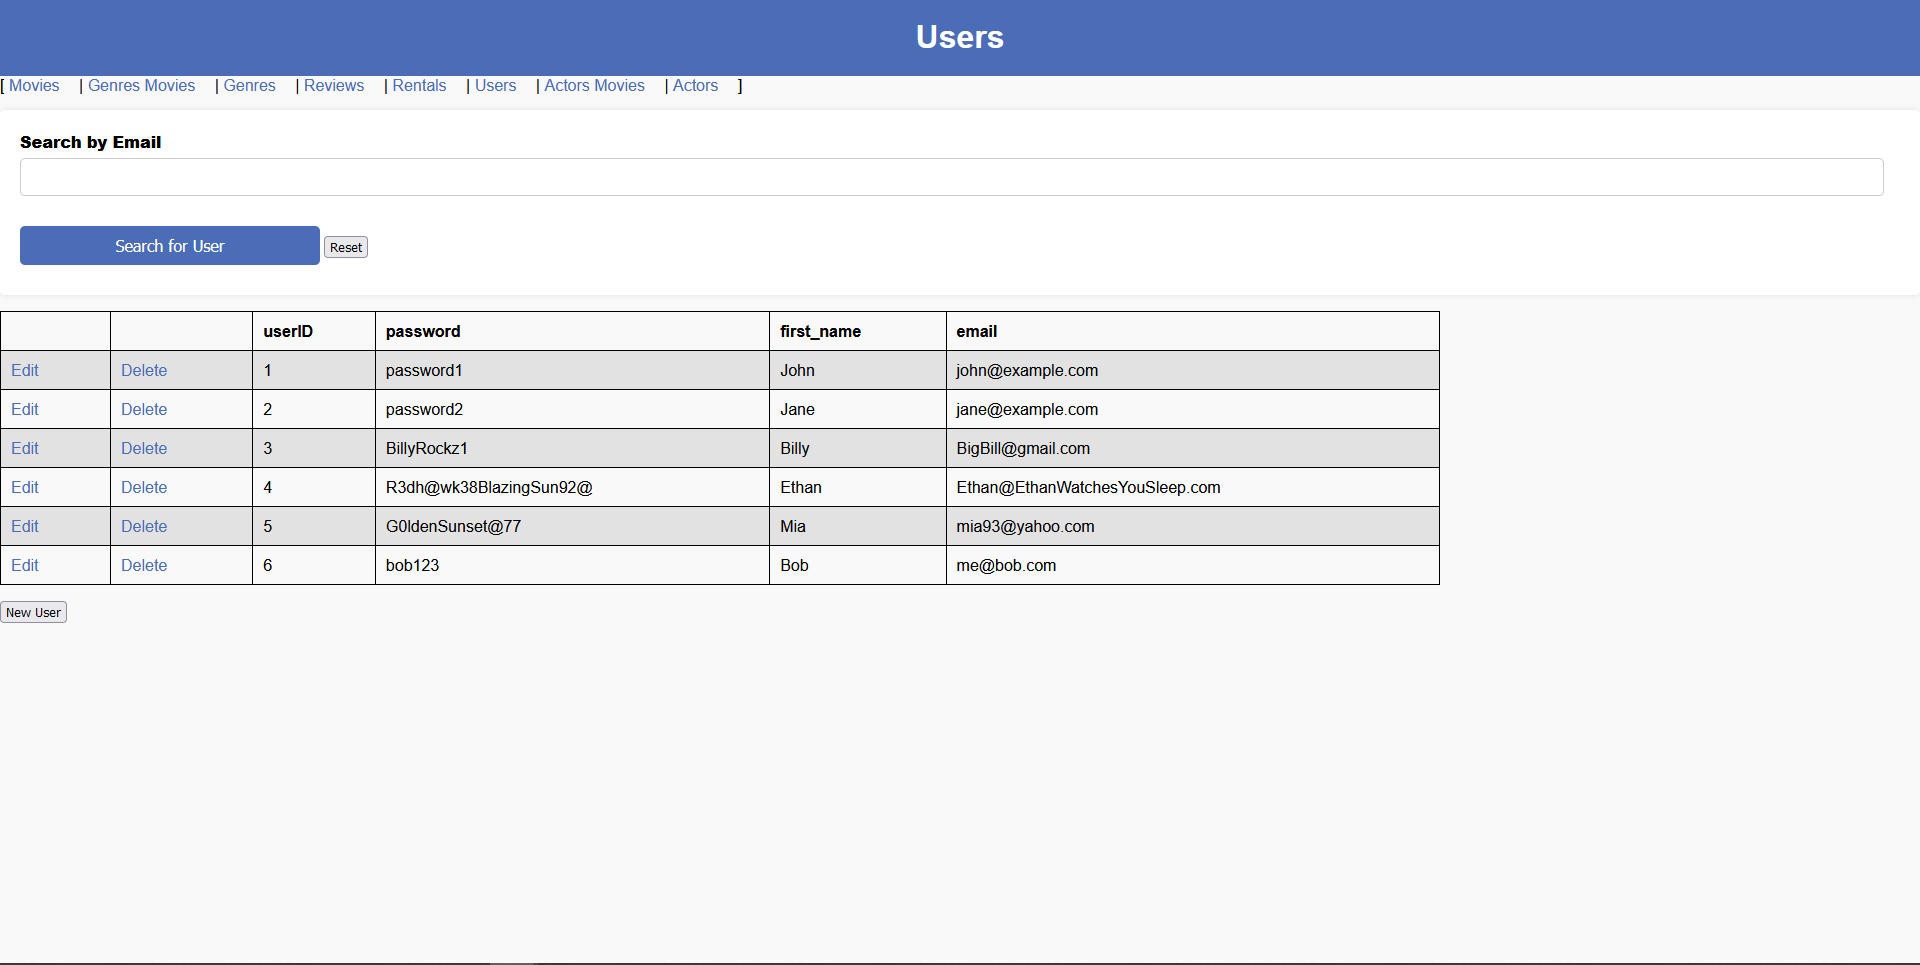 Users
[ Movies | Genres Movies | Genres | Reviews | Rentals | Users | Actors Movies | Actors ]
Search by Email
Search for User Reset
userID password first_name email
Edit Delete 1 password1 John john@example.com
Edit Delete 2 password2 Jane jane@example.com
Edit Delete 3 BillyRockz1 Billy BigBill@gmail.com
Edit Delete 4 R3dh@wk38BlazingSun92@ Ethan Ethan@EthanWatchesYouSleep.com
Edit Delete 5 G0ldenSunset@77 Mia mia93@yahoo.com
Edit Delete 6 bob123 Bob me@bob.com
New User